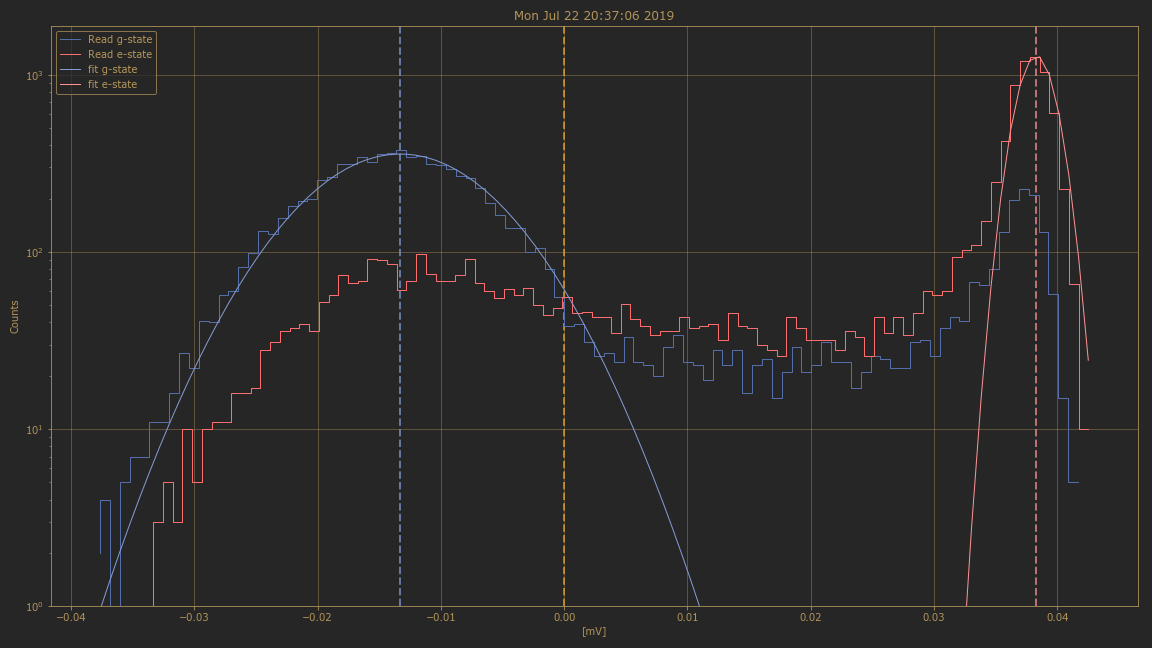 Mon Jul 22 20:37:06 2019
Read g-state
Read e-state
fit g-state
fit e-state
10³
10²
10¹
10⁰
Counts
−0.04 −0.03 −0.02 −0.01 0.00 0.01 0.02 0.03 0.04
[mV]